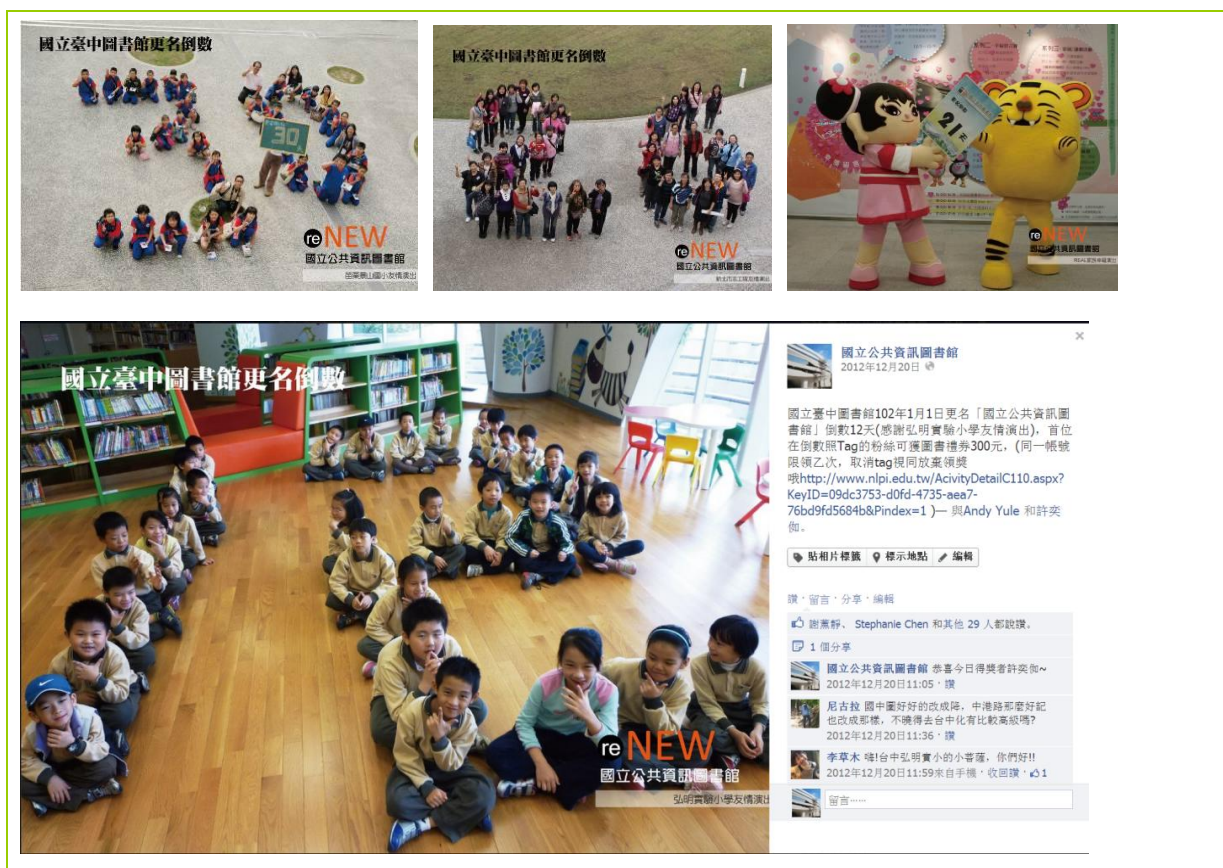 國立臺中圖書館更名倒數
30
reNEW
國立公共資訊圖書館
國立臺中圖書館更名倒數
reNEW
國立公共資訊圖書館
21天
reNEW
國立公共資訊圖書館
國立臺中圖書館更名倒數
reNEW
國立公共資訊圖書館
弘明實驗小學友情演出
國立公共資訊圖書館
2012年12月20日
國立臺中圖書館102年1月1日更名「國立公共資訊圖
書館」倒數12天(感謝弘明實驗小學友情演出)，首位
在倒數照Tag的粉絲可獲圖書禮券300元，(同一帳號
限領乙次，取消tag視同放棄領獎
哦http://www.nlpi.edu.tw/AcivityDetailC110.aspx?
KeyID=09dc3753-d0fd-4735-aea7-
76bd9fd5684b&Pindex=1 )— 與Andy Yule 和許奕
伽。
貼相片標籤 標示地點 編輯
讚・留言・分享・編輯
謝薰靜、 Stephanie Chen 和其他 29 人都說讚。
1 個分享
國立公共資訊圖書館 恭喜今日得獎者許奕伽~
2012年12月20日11:05・讚
尼古拉 國中圖好好的改成降，中港路那麼好記
也改成那樣，不曉得去台中化有比較高級嗎?
2012年12月20日11:36・讚
李草木 嗨!台中弘明實小的小菩薩，你們好!!
2012年12月20日11:59來自手機・收回讚・1
留言......